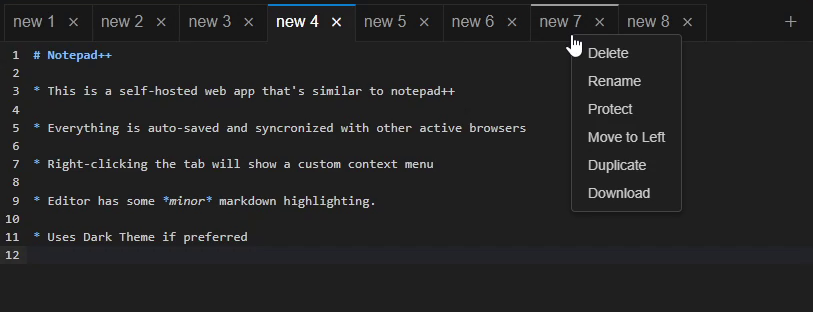 new 1 × new 2 × new 3 × new 4 × new 5 × new 6 × new 7 × new 8 × +
1 # Notepad++
2
3 * This is a self-hosted web app that's similar to notepad++
4
5 * Everything is auto-saved and syncronized with other active browsers
6
7 * Right-clicking the tab will show a custom context menu
8
9 * Editor has some *minor* markdown highlighting.
10
11 * Uses Dark Theme if preferred
12
Delete
Rename
Protect
Move to Left
Duplicate
Download